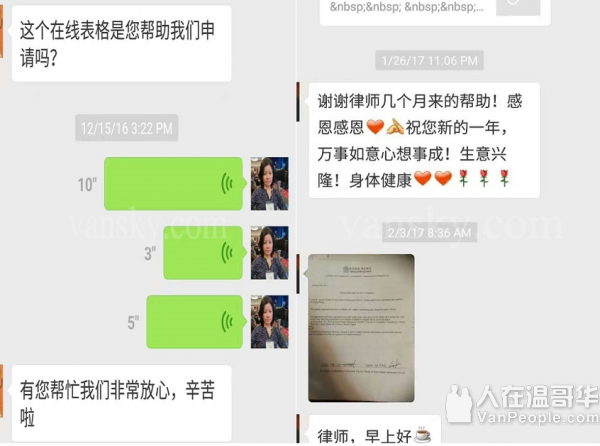 这个在线表格是您帮助我们申
请吗?
12/15/16 3:22 PM
10"
3"
5"
有您帮忙我们非常放心，辛苦
啦
&nbsp;&nbsp; &nbsp;&nbsp;...
1/26/17 11:06 PM
谢谢律师几个月来的帮助！感
恩感恩❤️🙏祝您新的一年，
万事如意心想事成！生意兴
隆！身体健康❤️❤️🌹🌹🌹
2/3/17 8:36 AM
律师，早上好☕
vansky.com
vansky.com
人在温哥华
VanPeople.com